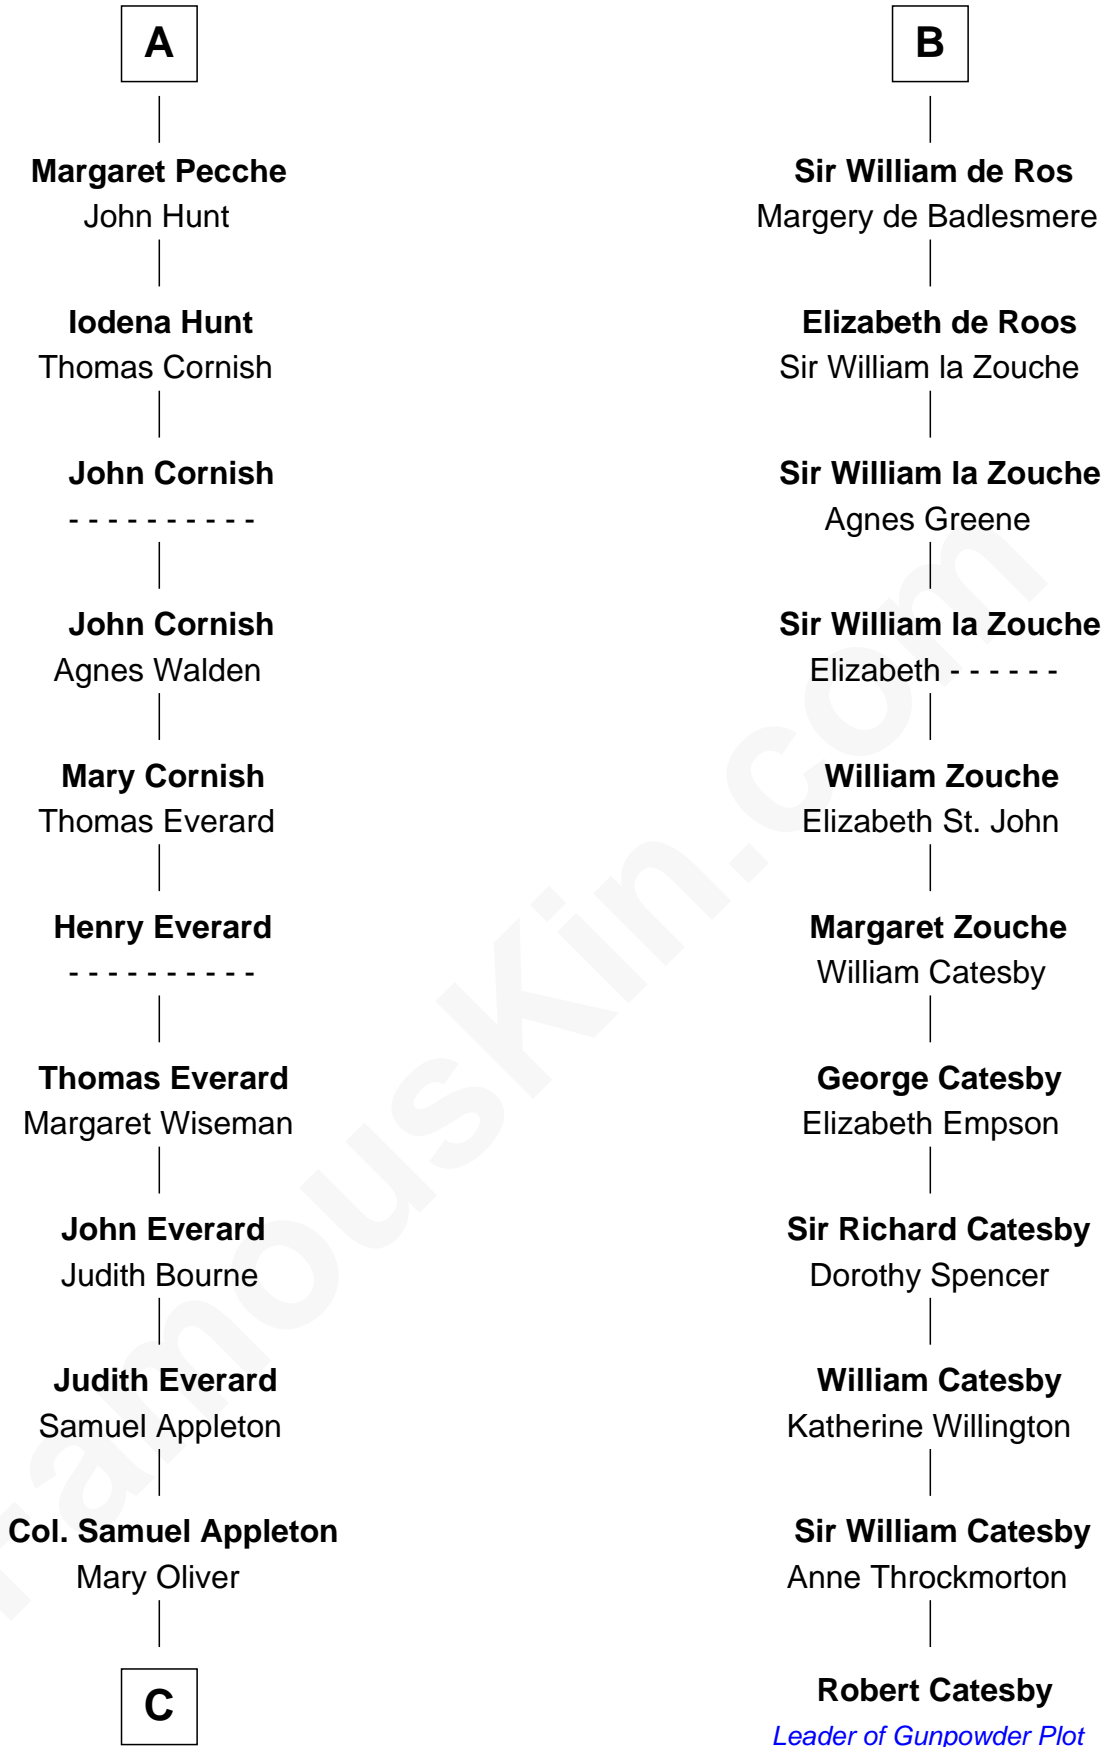 A
Margaret Pecche
John Hunt
Iodena Hunt
Thomas Cornish
John Cornish
- - - - - - - - - -
John Cornish
Agnes Walden
Mary Cornish
Thomas Everard
Henry Everard
- - - - - - - - - -
Thomas Everard
Margaret Wiseman
John Everard
Judith Bourne
Judith Everard
Samuel Appleton
Col. Samuel Appleton
Mary Oliver
C
B
Sir William de Ros
Margery de Badlesmere
Elizabeth de Roos
Sir William la Zouche
Sir William la Zouche
Agnes Greene
Sir William la Zouche
Elizabeth - - - - - -
William Zouche
Elizabeth St. John
Margaret Zouche
William Catesby
George Catesby
Elizabeth Empson
Sir Richard Catesby
Dorothy Spencer
William Catesby
Katherine Willington
Sir William Catesby
Anne Throckmorton
Robert Catesby
Leader of Gunpowder Plot
FamousKin.com